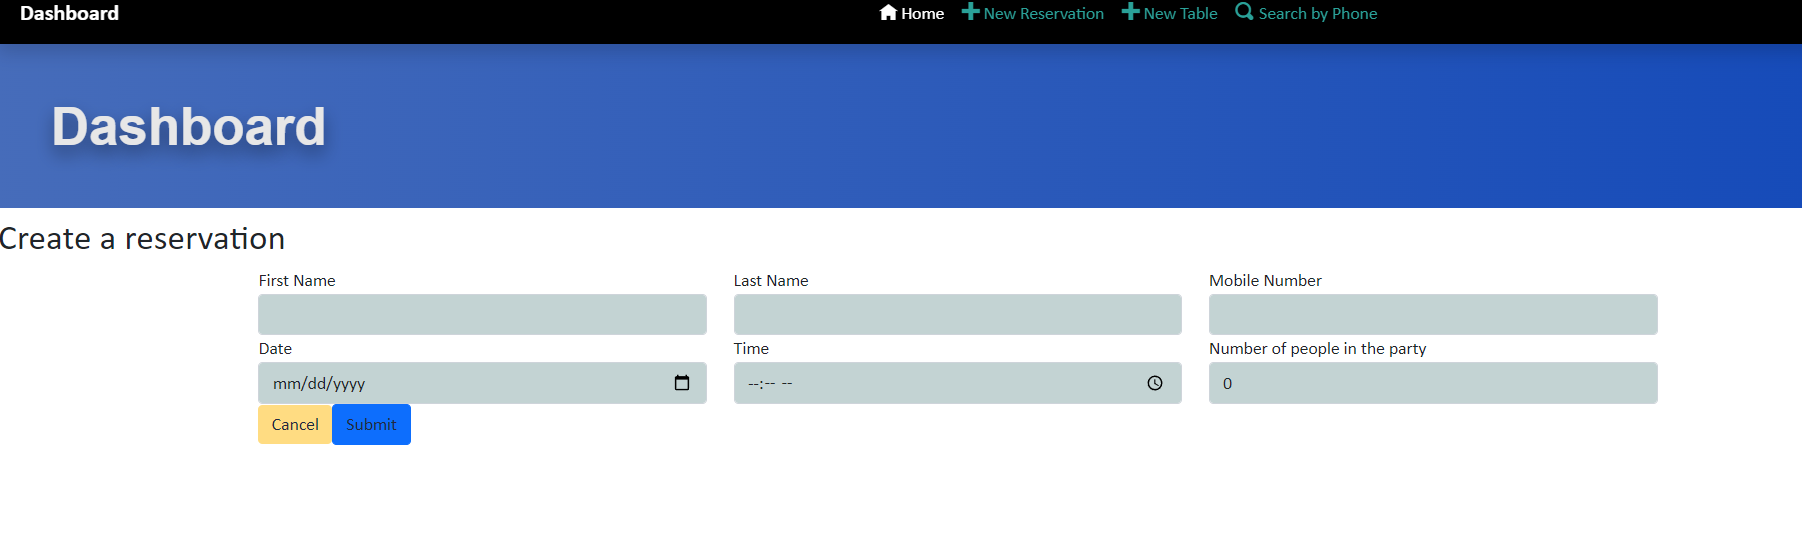 Dashboard Home New Reservation New Table Search by Phone
Dashboard
Create a reservation
First Name Last Name Mobile Number
Date Time Number of people in the party
mm/dd/yyyy --:-- -- 0
Cancel Submit